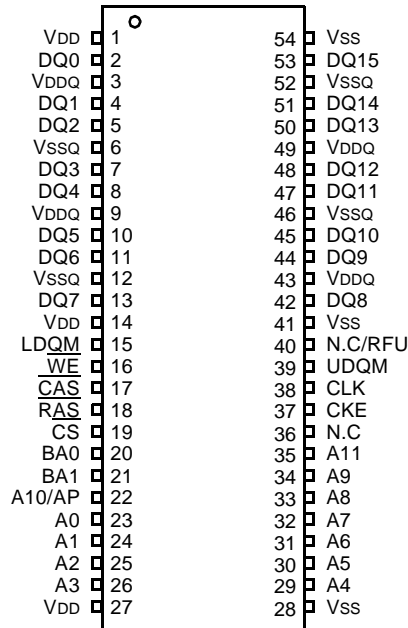 VDD 1 54 VSS
DQ0 2 53 DQ15
VDDQ 3 52 VSSQ
DQ1 4 51 DQ14
DQ2 5 50 DQ13
VSSQ 6 49 VDDQ
DQ3 7 48 DQ12
DQ4 8 47 DQ11
VDDQ 9 46 VSSQ
DQ5 10 45 DQ10
DQ6 11 44 DQ9
VSSQ 12 43 VDDQ
DQ7 13 42 DQ8
VDD 14 41 VSS
LDQM 15 40 N.C/RFU
WE 16 39 UDQM
CAS 17 38 CLK
RAS 18 37 CKE
CS 19 36 N.C
BA0 20 35 A11
BA1 21 34 A9
A10/AP 22 33 A8
A0 23 32 A7
A1 24 31 A6
A2 25 30 A5
A3 26 29 A4
VDD 27 28 VSS